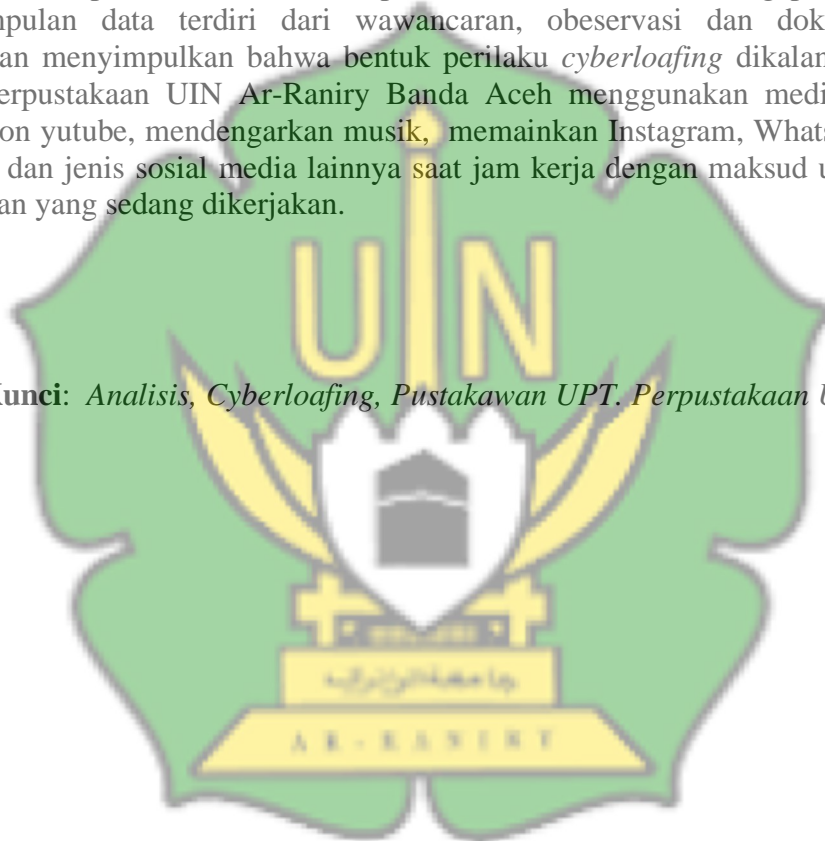 mpulan data terdiri dari wawancaran, obeservasi dan dok
an menyimpulkan bahwa bentuk perilaku cyberloafing dikalan
erpustakaan UIN Ar-Raniry Banda Aceh menggunakan medi
on yutube, mendengarkan musik, memainkan Instagram, Whats
dan jenis sosial media lainnya saat jam kerja dengan maksud u
an yang sedang dikerjakan.
UIN
Kunci: Analisis, Cyberloafing, Pustakawan UPT. Perpustakaan U
جامعة الرانري
AR-RANIRY